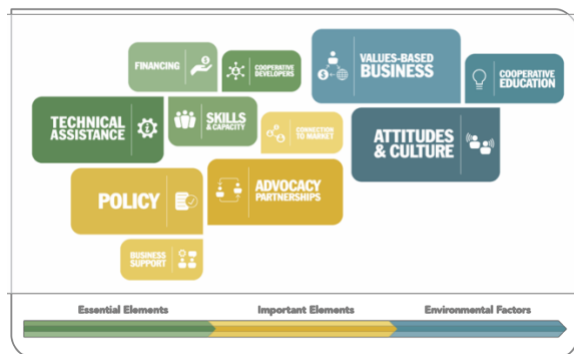 FINANCING
COOPERATIVE
DEVELOPERS
VALUES-BASED
BUSINESS
COOPERATIVE
EDUCATION
TECHNICAL
ASSISTANCE
SKILLS
& CAPACITY
CONNECTION
TO MARKET
ATTITUDES
& CULTURE
POLICY
ADVOCACY
PARTNERSHIPS
BUSINESS
SUPPORT
Essential Elements
Important Elements
Environmental Factors